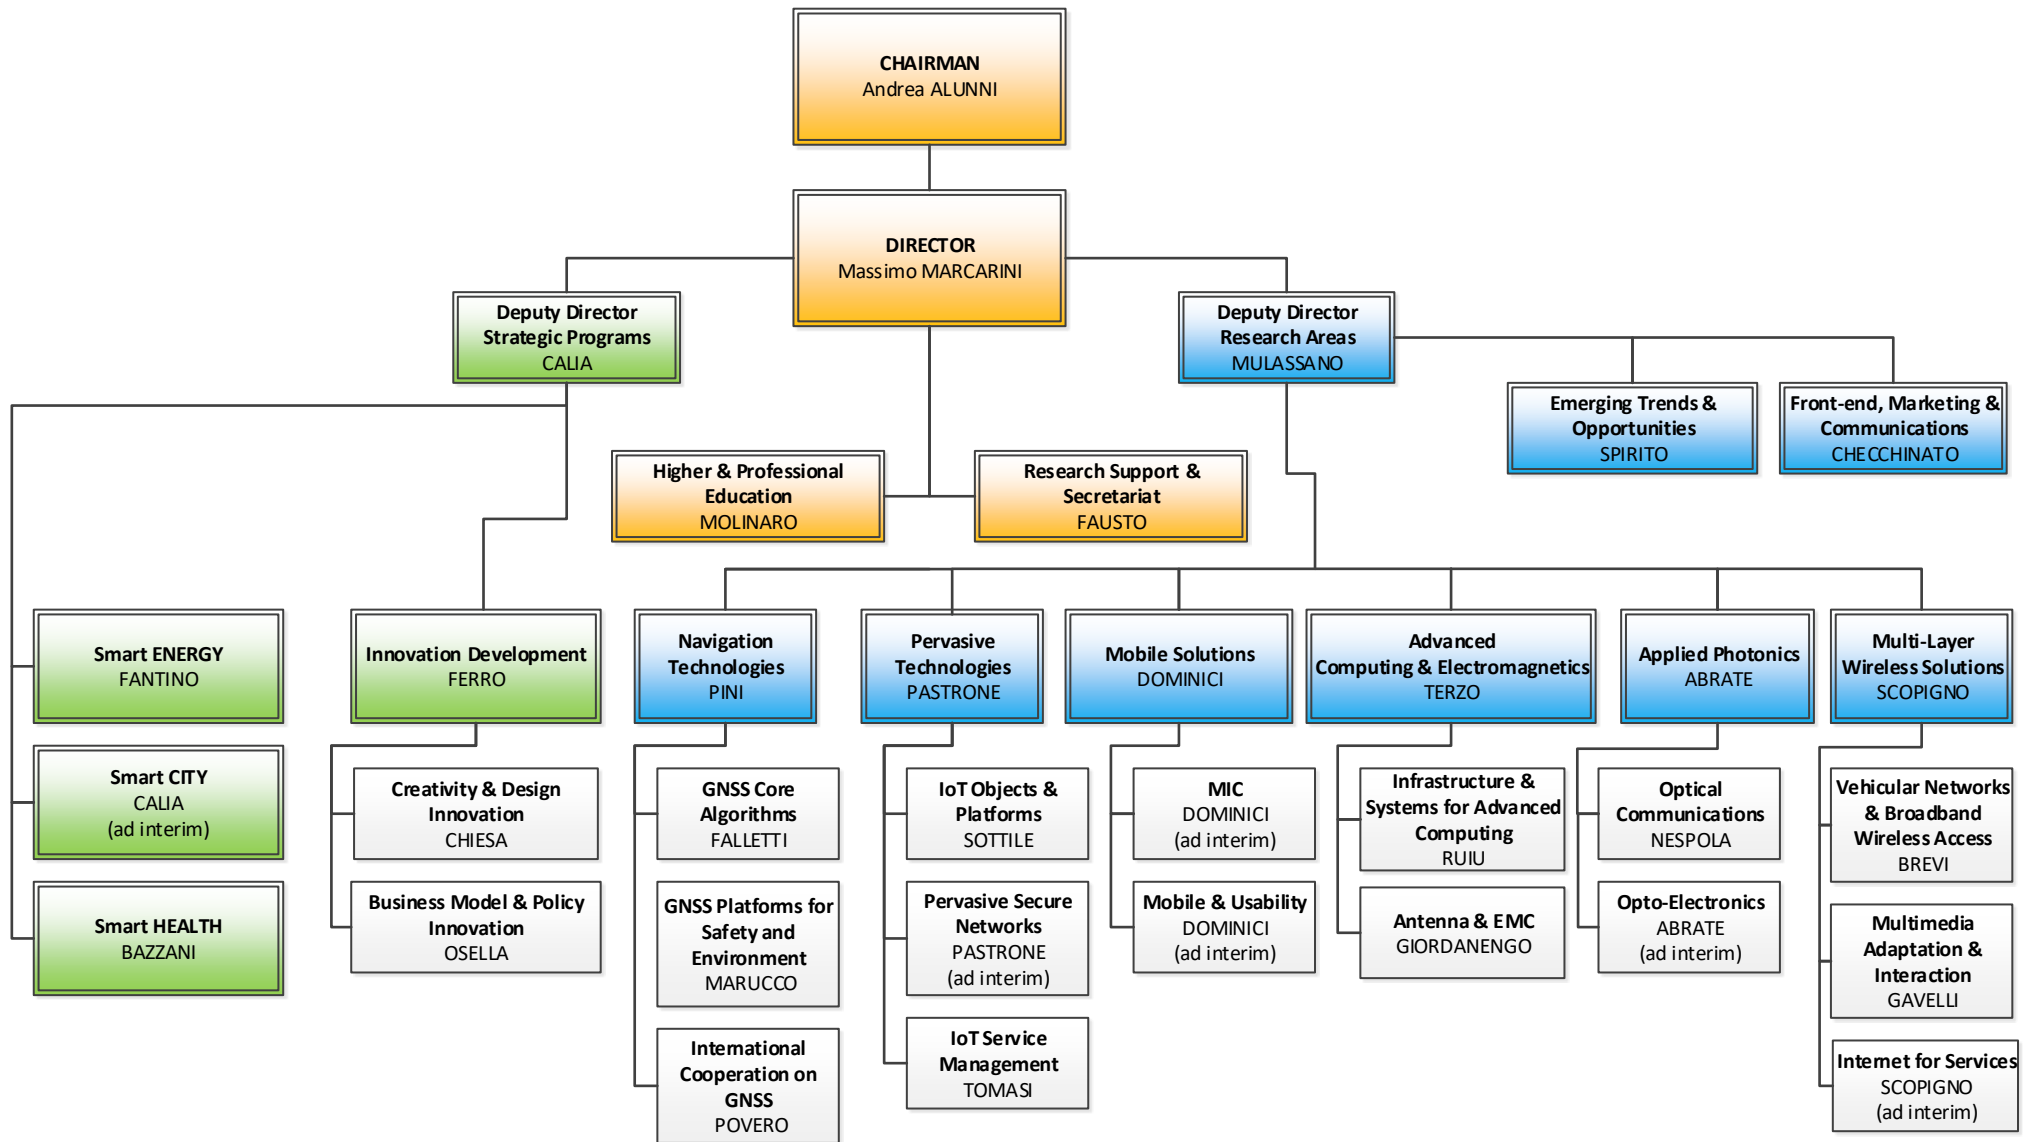 CHAIRMAN
Andrea ALUNNI
DIRECTOR
Massimo MARCARINI
Deputy Director
Strategic Programs
CALIA
Deputy Director
Research Areas
MULASSANO
Emerging Trends &
Opportunities
SPIRITO
Front-end, Marketing &
Communications
CHECCHINATO
Higher & Professional
Education
MOLINARO
Research Support &
Secretariat
FAUSTO
Smart ENERGY
FANTINO
Smart CITY
CALIA
(ad interim)
Smart HEALTH
BAZZANI
Innovation Development
FERRO
Creativity & Design
Innovation
CHIESA
Business Model & Policy
Innovation
OSELLA
Navigation
Technologies
PINI
GNSS Core
Algorithms
FALLETTI
GNSS Platforms for
Safety and
Environment
MARUCCO
International
Cooperation on
GNSS
POVERO
Pervasive
Technologies
PASTRONE
IoT Objects &
Platforms
SOTTILE
Pervasive Secure
Networks
PASTRONE
(ad interim)
IoT Service
Management
TOMASI
Mobile Solutions
DOMINICI
MIC
DOMINICI
(ad interim)
Mobile & Usability
DOMINICI
(ad interim)
Advanced
Computing & Electromagnetics
TERZO
Infrastructure &
Systems for Advanced
Computing
RUIU
Antenna & EMC
GIORDANENGO
Applied Photonics
ABRATE
Optical
Communications
NESPOLA
Opto-Electronics
ABRATE
(ad interim)
Multi-Layer
Wireless Solutions
SCOPIGNO
Vehicular Networks
& Broadband
Wireless Access
BREVI
Multimedia
Adaptation &
Interaction
GAVELLI
Internet for Services
SCOPIGNO
(ad interim)